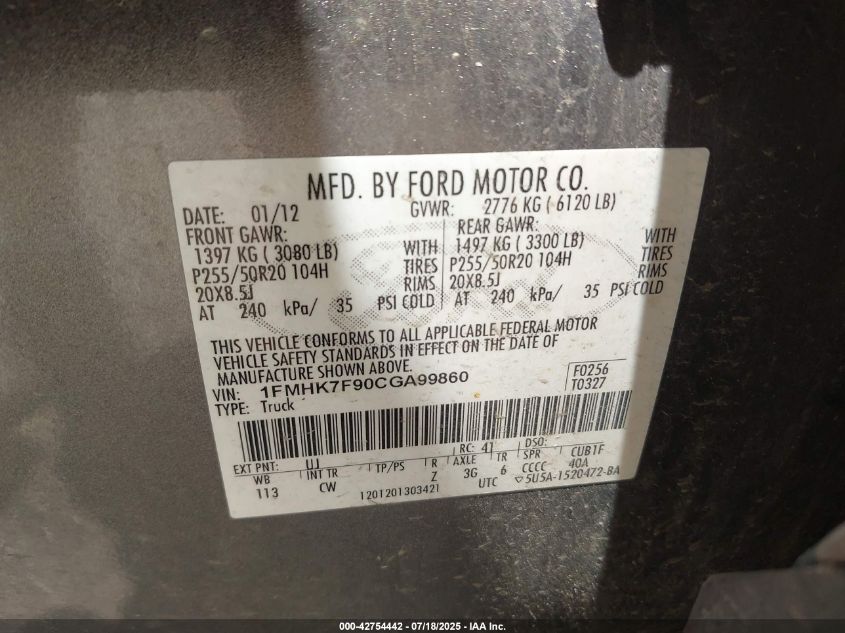 MFD. BY FORD MOTOR CO.
DATE: 01/12 GVWR: 2776 KG ( 6120 LB)
FRONT GAWR: REAR GAWR:
1397 KG ( 3080 LB) WITH 1497 KG ( 3300 LB) WITH
P255/50R20 104H TIRES P255/50R20 104H TIRES
20X8.5J RIMS 20X8.5J RIMS
AT 240 kPa/ 35 PSI COLD AT 240 kPa/ 35 PSI COLD
THIS VEHICLE CONFORMS TO ALL APPLICABLE FEDERAL MOTOR
VEHICLE SAFETY STANDARDS IN EFFECT ON THE DATE OF
MANUFACTURE SHOWN ABOVE.
VIN: 1FMHK7F90CGA99860 F0256
TYPE: Truck T0327
EXT PNT: UJ RC: 41 DSO:
WB INT TR TP/PS R AXLE TR SPR CUB1F
113 CW Z 3G 6 CCCC 40A
1201201303421 UTC ▽5U5A-1520472-BA
000-42754442 - 07/18/2025 - IAA Inc.